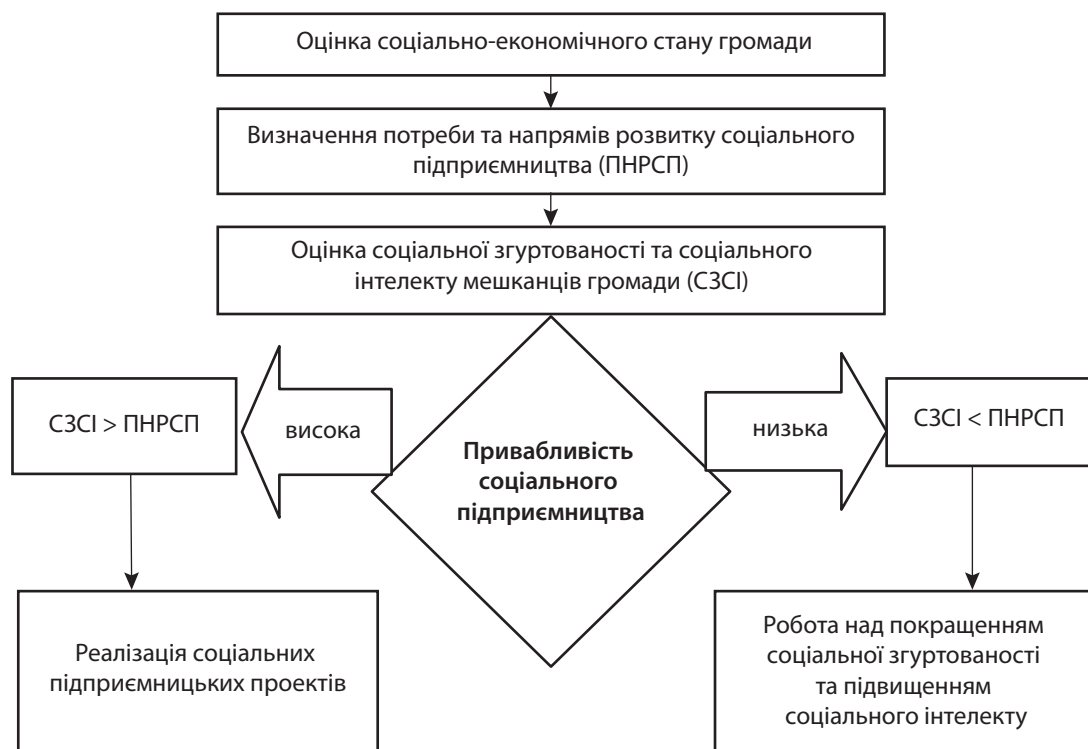 Оцінка соціально-економічного стану громади
Визначення потреби та напрямів розвитку соціального
підприємництва (ПНРСП)
Оцінка соціальної згуртованості та соціального
інтелекту мешканців громади (СЗСІ)
СЗСІ > ПНРСП
висока
Привабливість
соціального
підприємництва
низька
СЗСІ < ПНРСП
Реалізація соціальних
підприємницьких проектів
Робота над покращенням
соціальної згуртованості
та підвищенням
соціального інтелекту